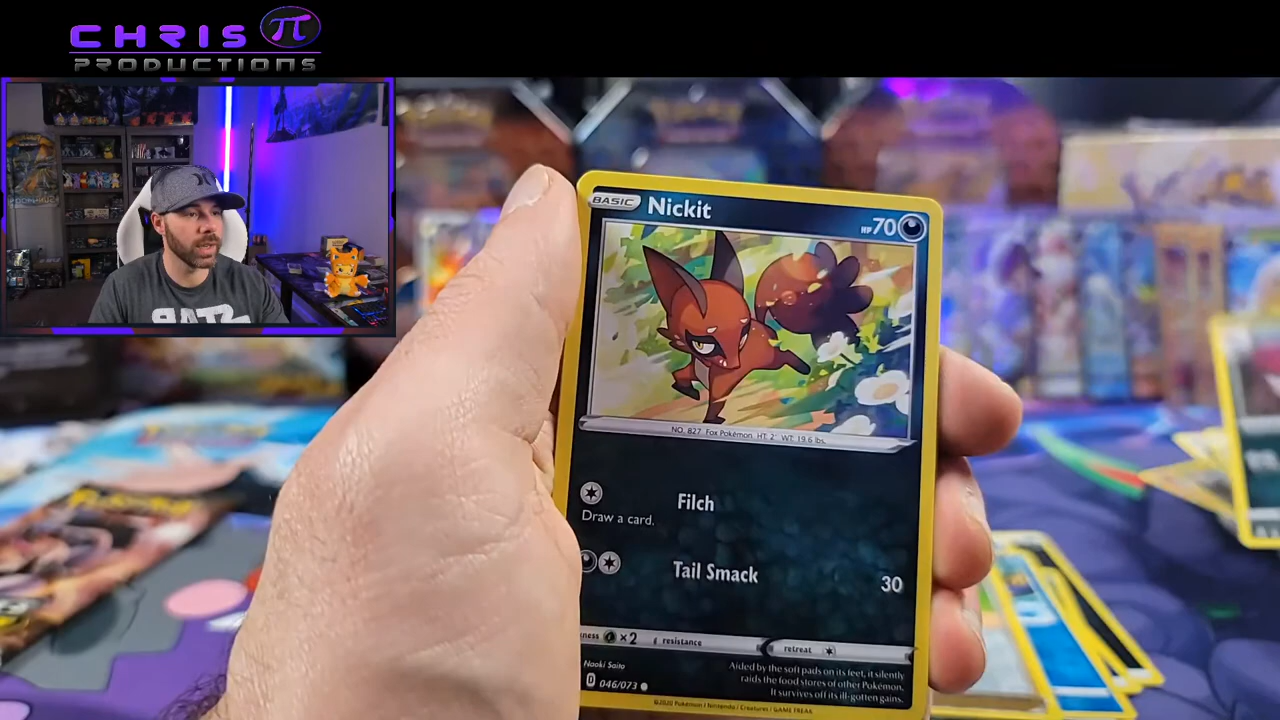 CHRIS π
PRODUCTIONS
BASIC Nickit HP 70
NO. 827 Fox Pokémon HT: 2' WT: 19.6 lbs.
Filch
Draw a card.
Tail Smack 30
ness ×2 resistance retreat
Naoki Saito
D 046/073
Aided by the soft pads on its feet, it silently
raids the food stores of other Pokémon.
It survives off its ill-gotten gains.
©2020 Pokémon / Nintendo / Creatures / GAME FREAK